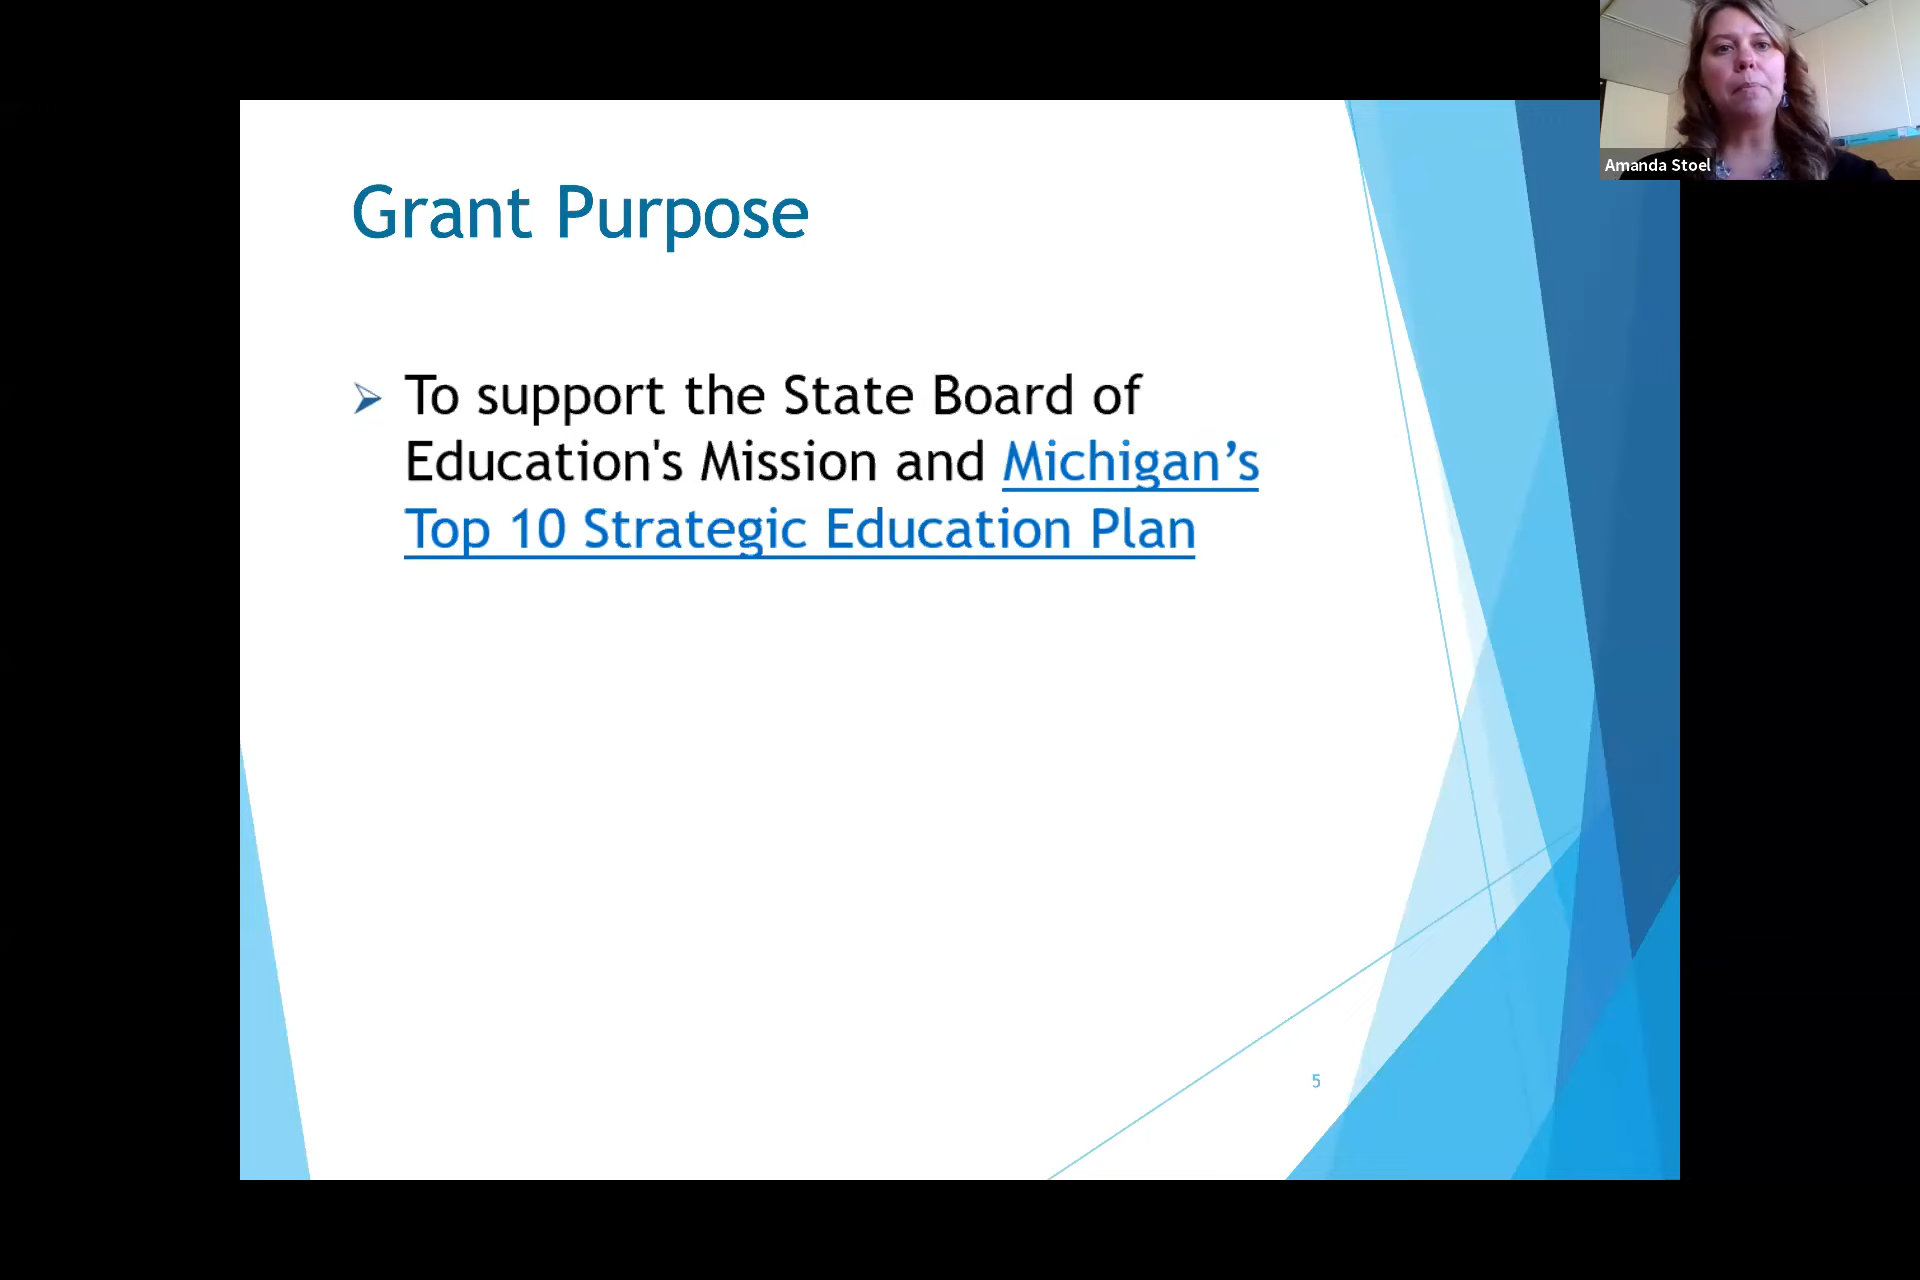 Amanda Stoel
Grant Purpose
To support the State Board of
Education's Mission and Michigan’s
Top 10 Strategic Education Plan
5